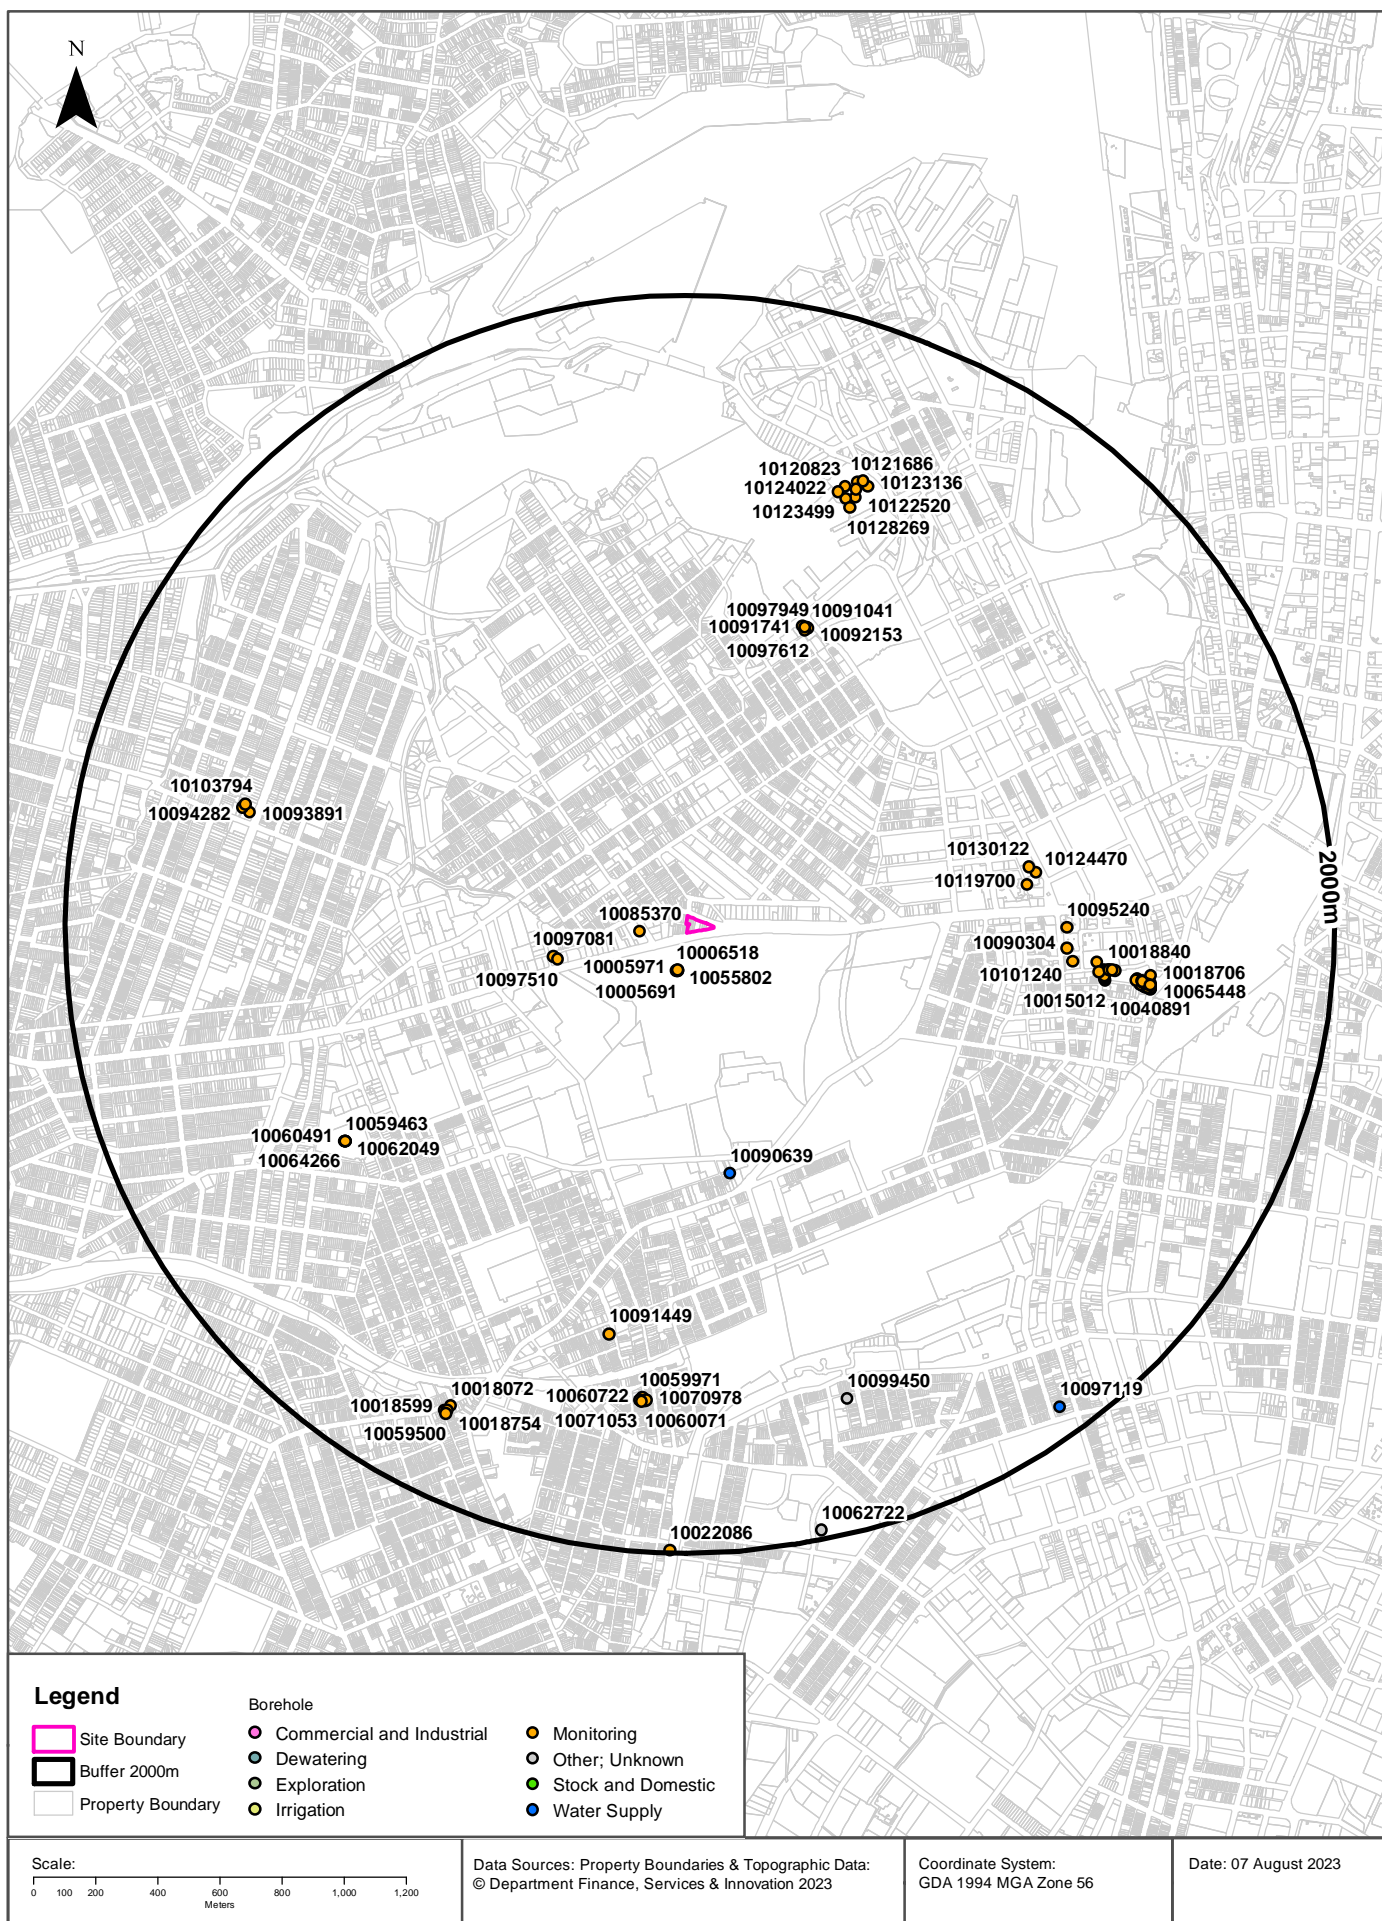 N
10120823
10121686
10124022
10123136
10123499
10122520
10128269
10097949
10091041
10091741
10092153
10097612
10103794
10094282
10093891
10130122
10124470
10119700
10085370
10095240
10097081
10006518
10090304
10018840
10005971
10055802
10101240
10018706
10097510
10005691
10015012
10065448
10040891
2000m
10059463
10060491
10064266
10062049
10090639
10091449
10018072
10059971
10099450
10018599
10060722
10070978
10097119
10018754
10071053
10060071
10059500
10062722
10022086
Legend
Site Boundary
Buffer 2000m
Property Boundary
Borehole
Commercial and Industrial
Dewatering
Exploration
Irrigation
Monitoring
Other; Unknown
Stock and Domestic
Water Supply
Scale:
0 100 200 400 600 800 1,000 1,200
Meters
Data Sources: Property Boundaries & Topographic Data:
© Department Finance, Services & Innovation 2023
Coordinate System:
GDA 1994 MGA Zone 56
Date: 07 August 2023